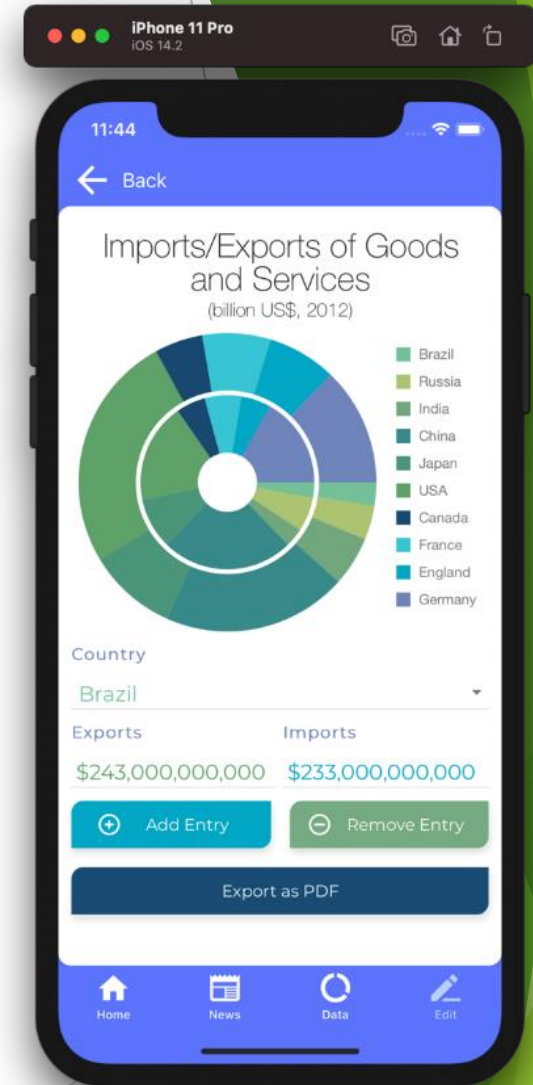 iPhone 11 Pro
iOS 14.2
11:44
Back
Imports/Exports of Goods
and Services
(billion US$, 2012)
Brazil
Russia
India
China
Japan
USA
Canada
France
England
Germany
Country
Brazil
Exports Imports
$243,000,000,000 $233,000,000,000
Add Entry Remove Entry
Export as PDF
Home News Data Edit